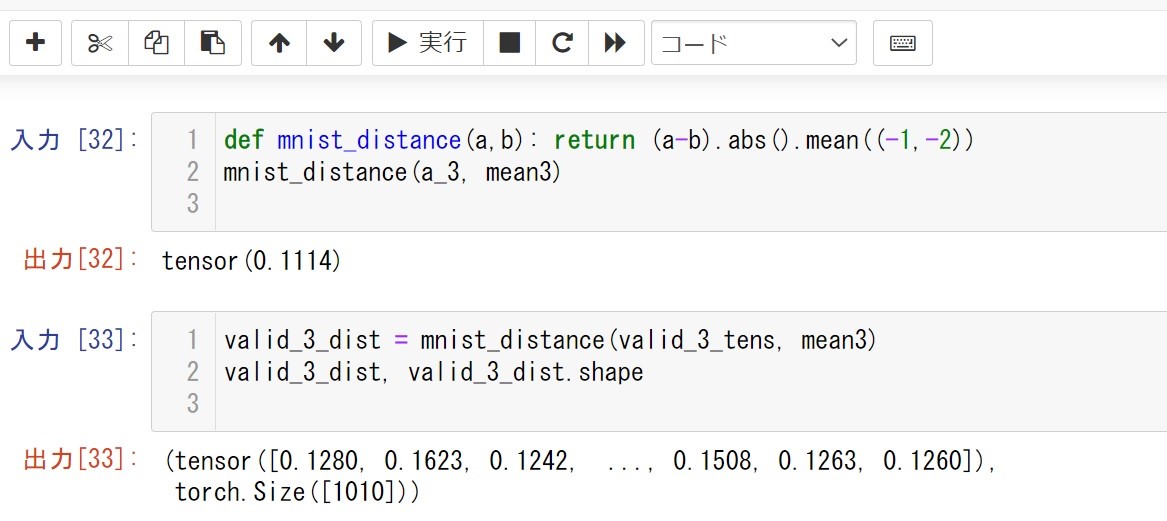 実行
コード
入力 [32]:
1 def mnist_distance(a,b): return (a-b).abs().mean((-1,-2))
2 mnist_distance(a_3, mean3)
3
出力[32]: tensor(0.1114)
入力 [33]:
1 valid_3_dist = mnist_distance(valid_3_tens, mean3)
2 valid_3_dist, valid_3_dist.shape
3
出力[33]: (tensor([0.1280, 0.1623, 0.1242,  ..., 0.1508, 0.1263, 0.1260]),
torch.Size([1010]))